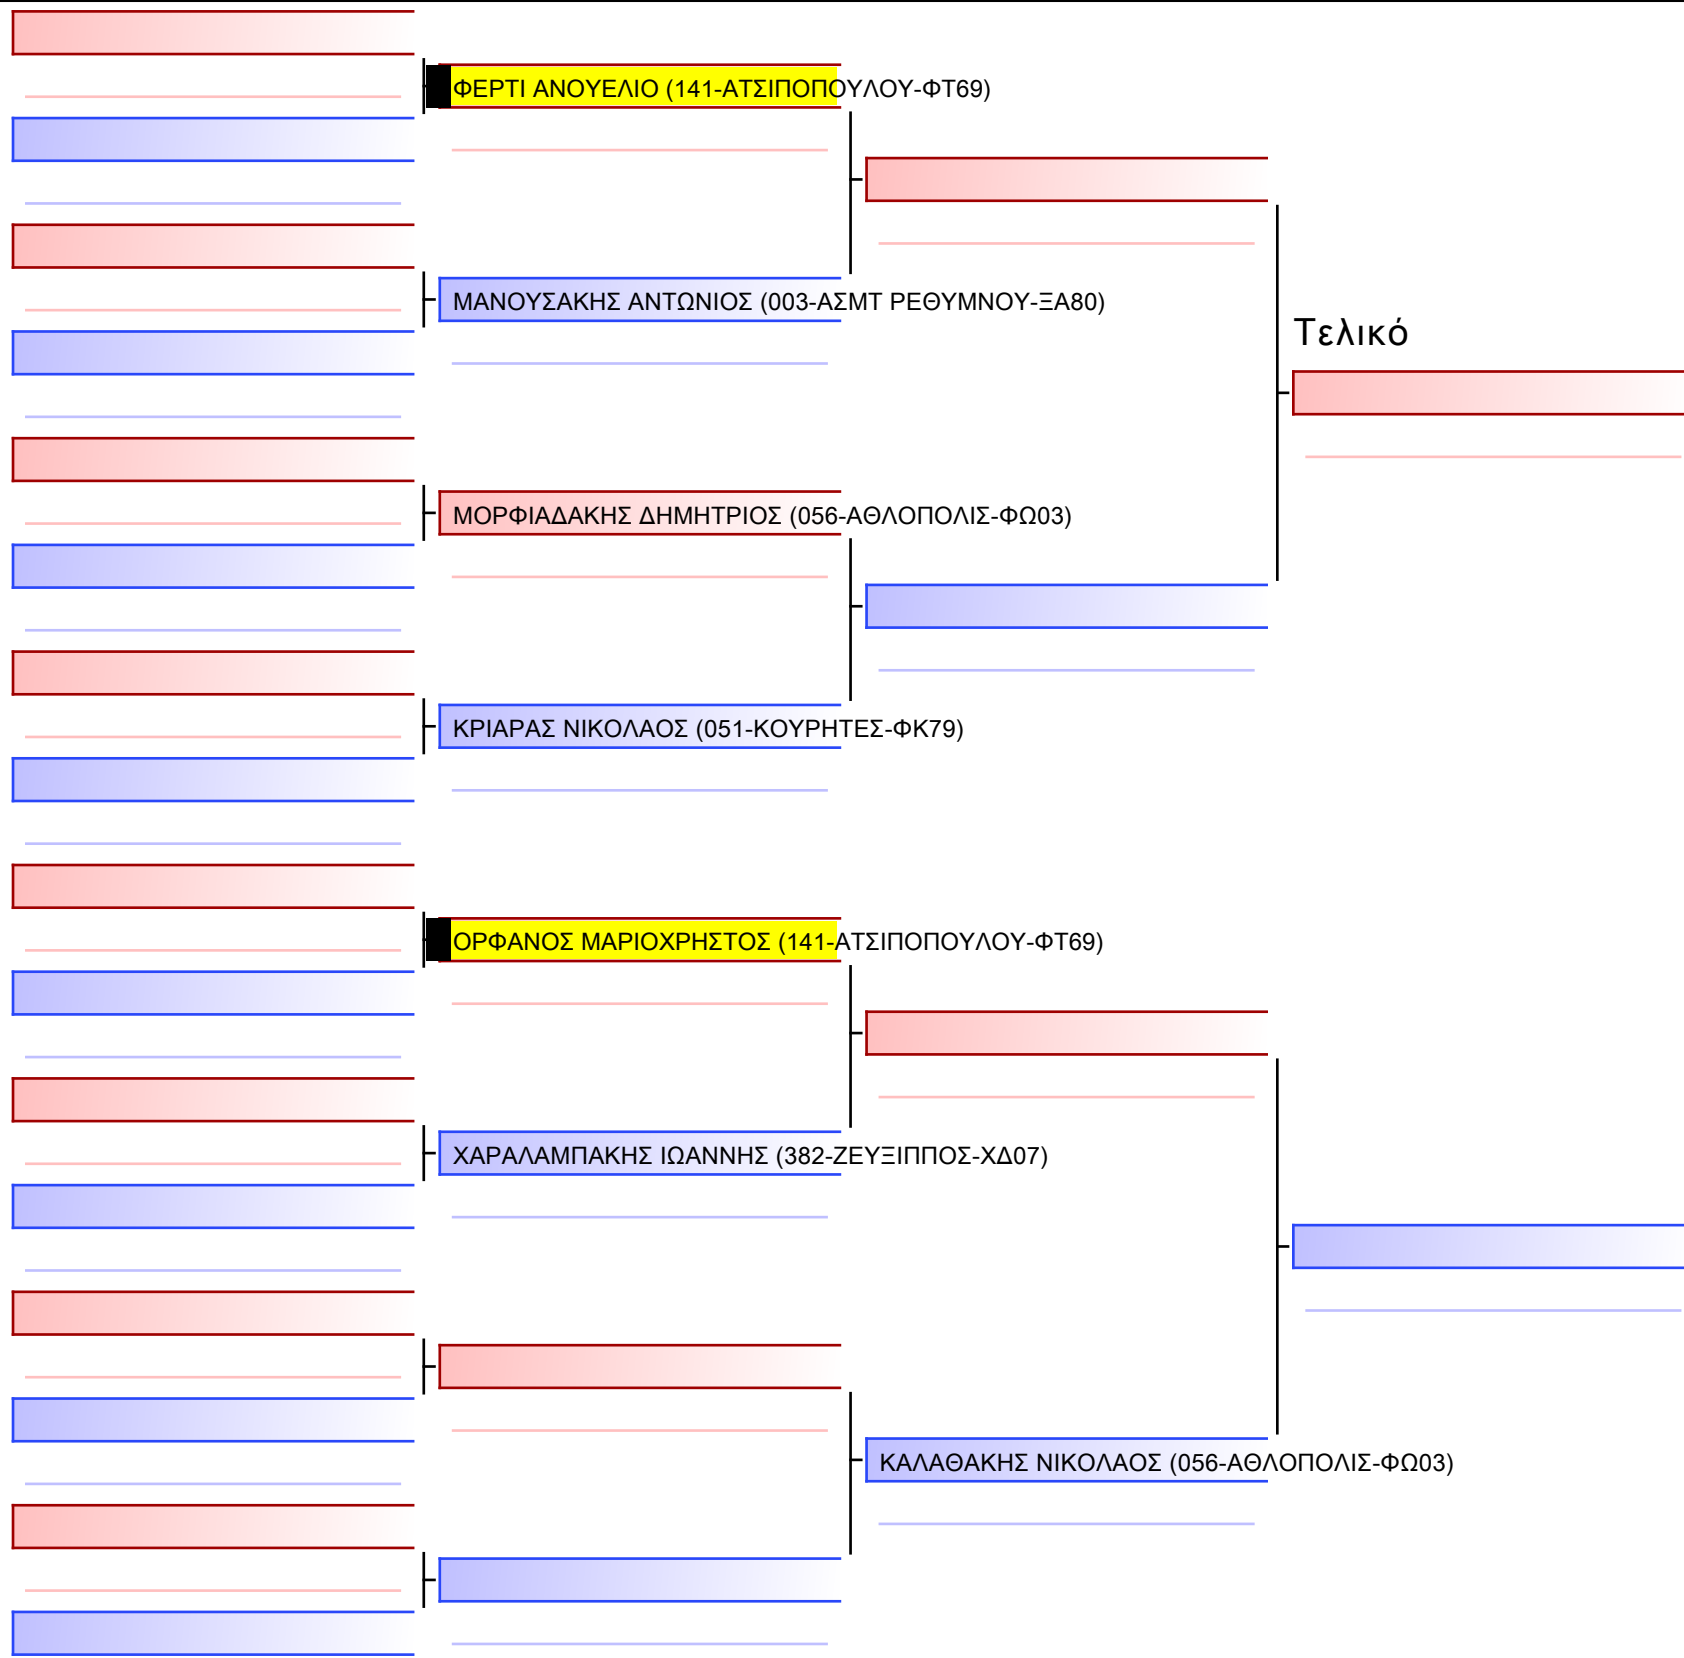 ΦΕΡΤΙ ΑΝΟΥΕΛΙΟ (141-ΑΤΣΙΠΟΠΟΥΛΟΥ-ΦΤ69)
ΜΑΝΟΥΣΑΚΗΣ ΑΝΤΩΝΙΟΣ (003-ΑΣΜΤ ΡΕΘΥΜΝΟΥ-ΞΑ80)
Τελικό
ΜΟΡΦΙΑΔΑΚΗΣ ΔΗΜΗΤΡΙΟΣ (056-ΑΘΛΟΠΟΛΙΣ-ΦΩ03)
ΚΡΙΑΡΑΣ ΝΙΚΟΛΑΟΣ (051-ΚΟΥΡΗΤΕΣ-ΦΚ79)
ΟΡΦΑΝΟΣ ΜΑΡΙΟΧΡΗΣΤΟΣ (141-ΑΤΣΙΠΟΠΟΥΛΟΥ-ΦΤ69)
ΧΑΡΑΛΑΜΠΑΚΗΣ ΙΩΑΝΝΗΣ (382-ΖΕΥΞΙΠΠΟΣ-ΧΔ07)
ΚΑΛΑΘΑΚΗΣ ΝΙΚΟΛΑΟΣ (056-ΑΘΛΟΠΟΛΙΣ-ΦΩ03)